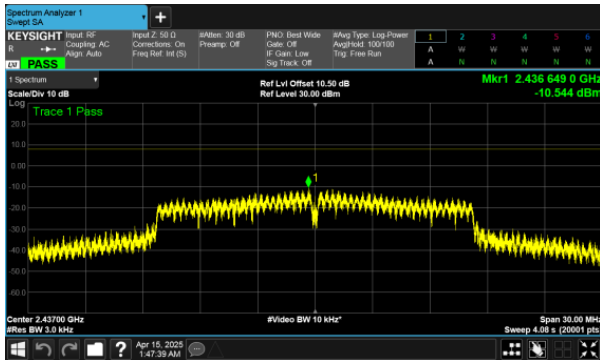 Spectrum Analyzer 1
Swept SA
+
KEYSIGHT Input: RF Input Z: 50 Ω #Atten: 30 dB PNO: Best Wide #Avg Type: Log-Power 1 2 3 4 5 6
R Coupling: AC Corrections: On Preamp: Off Gate: Off Avg|Hold: 100/100 A W W W W W
Align: Auto Freq Ref: Int (S) IF Gain: Low Trig: Free Run
LXI PASS Sig Track: Off A N N N N N
1 Spectrum
Ref Lvl Offset 10.50 dB Mkr1 2.436 649 0 GHz
Scale/Div 10 dB Ref Level 30.00 dBm -10.544 dBm
Log
Trace 1 Pass
20.0
10.0
0.00
1
-10.0
-20.0
-30.0
-40.0
-50.0
-60.0
Center 2.43700 GHz #Video BW 10 kHz* Span 30.00 MHz
#Res BW 3.0 kHz Sweep 4.08 s (20001 pts)
? Apr 15, 2025
1:47:39 AM